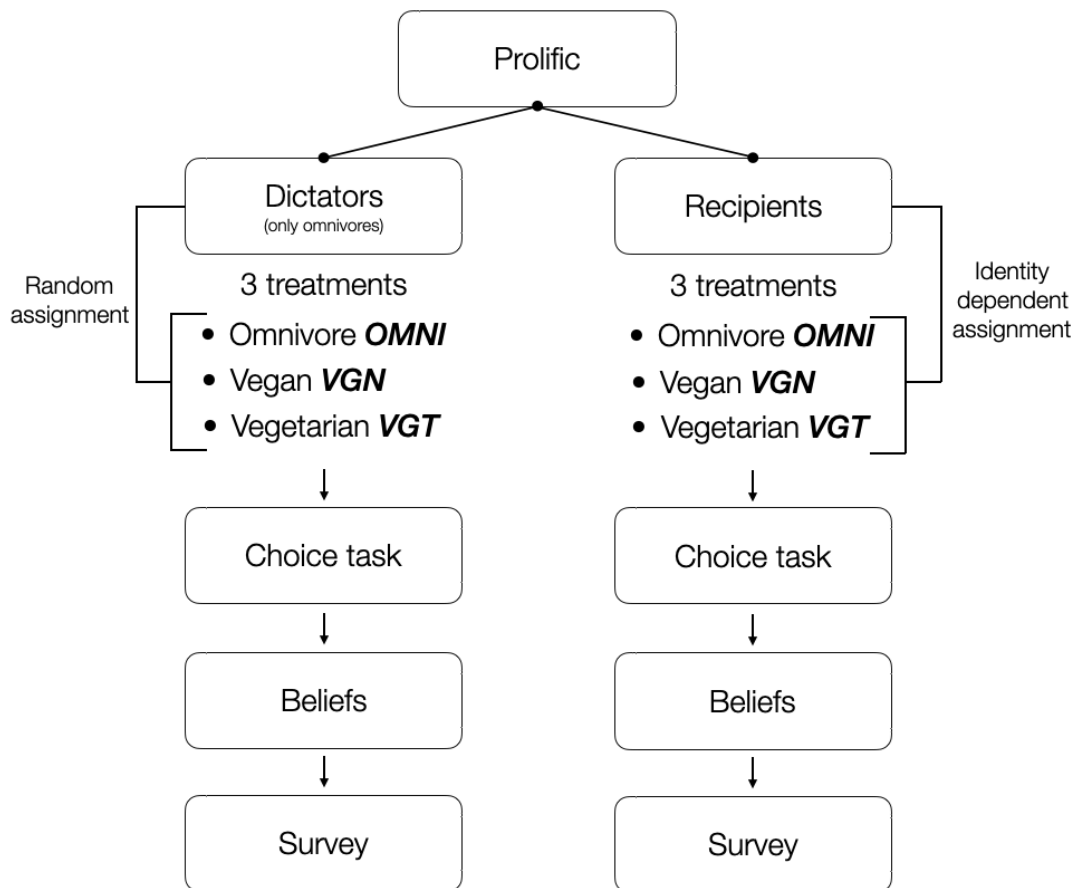 Prolific
Dictators
(only omnivores)
Recipients
Random
assignment
3 treatments
• Omnivore OMNI
• Vegan VGN
• Vegetarian VGT
3 treatments
• Omnivore OMNI
• Vegan VGN
• Vegetarian VGT
Identity
dependent
assignment
Choice task
Choice task
Beliefs
Beliefs
Survey
Survey